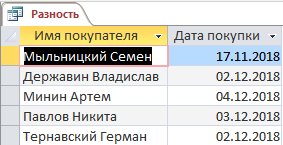 Разность
Имя покупателя Дата покупки
Мыльницкий Семен 17.11.2018
Державин Владислав 02.12.2018
Минин Артем 04.12.2018
Павлов Никита 03.12.2018
Тернавский Герман 02.12.2018